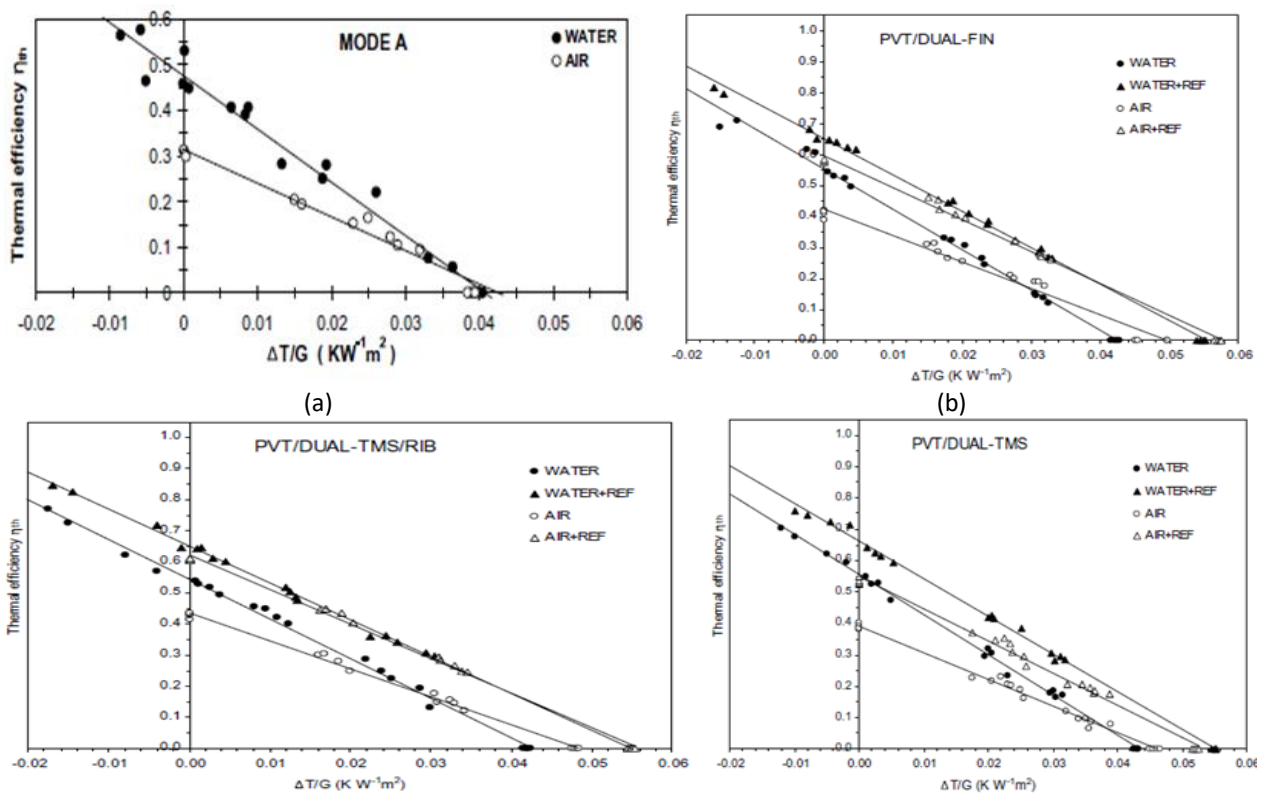 MODE A
WATER
AIR
Thermal efficiency ηth
0.6
0.5
0.4
0.3
0.2
0.1
0
-0.02 -0.01 0 0.01 0.02 0.03 0.04 0.05 0.06
ΔT/G ( KW⁻¹m²)
(a)
PVT/DUAL-FIN
WATER
WATER+REF
AIR
AIR+REF
Thermal efficiency ηth
1.0
0.9
0.8
0.7
0.6
0.5
0.4
0.3
0.2
0.1
0.0
-0.02 -0.01 0.00 0.01 0.02 0.03 0.04 0.05 0.06
ΔT/G (K W⁻¹m²)
(b)
PVT/DUAL-TMS/RIB
WATER
WATER+REF
AIR
AIR+REF
Thermal efficiency ηth
1.0
0.9
0.8
0.7
0.6
0.5
0.4
0.3
0.2
0.1
0.0
-0.02 -0.01 0.00 0.01 0.02 0.03 0.04 0.05 0.06
ΔT/G (K W⁻¹m²)
PVT/DUAL-TMS
WATER
WATER+REF
AIR
AIR+REF
Thermal efficiency ηth
1.0
0.9
0.8
0.7
0.6
0.5
0.4
0.3
0.2
0.1
0.0
-0.02 -0.01 0.00 0.01 0.02 0.03 0.04 0.05 0.06
ΔT/G (K W⁻¹m²)